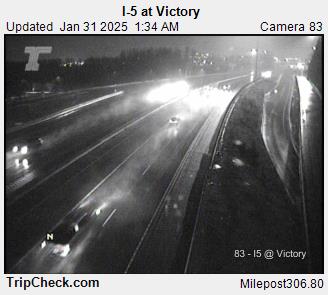 I-5 at Victory
Updated  Jan 31 2025  1:34 AM  Camera 83
T
N
83 - I5 @ Victory
TripCheck.com  Milepost306.80